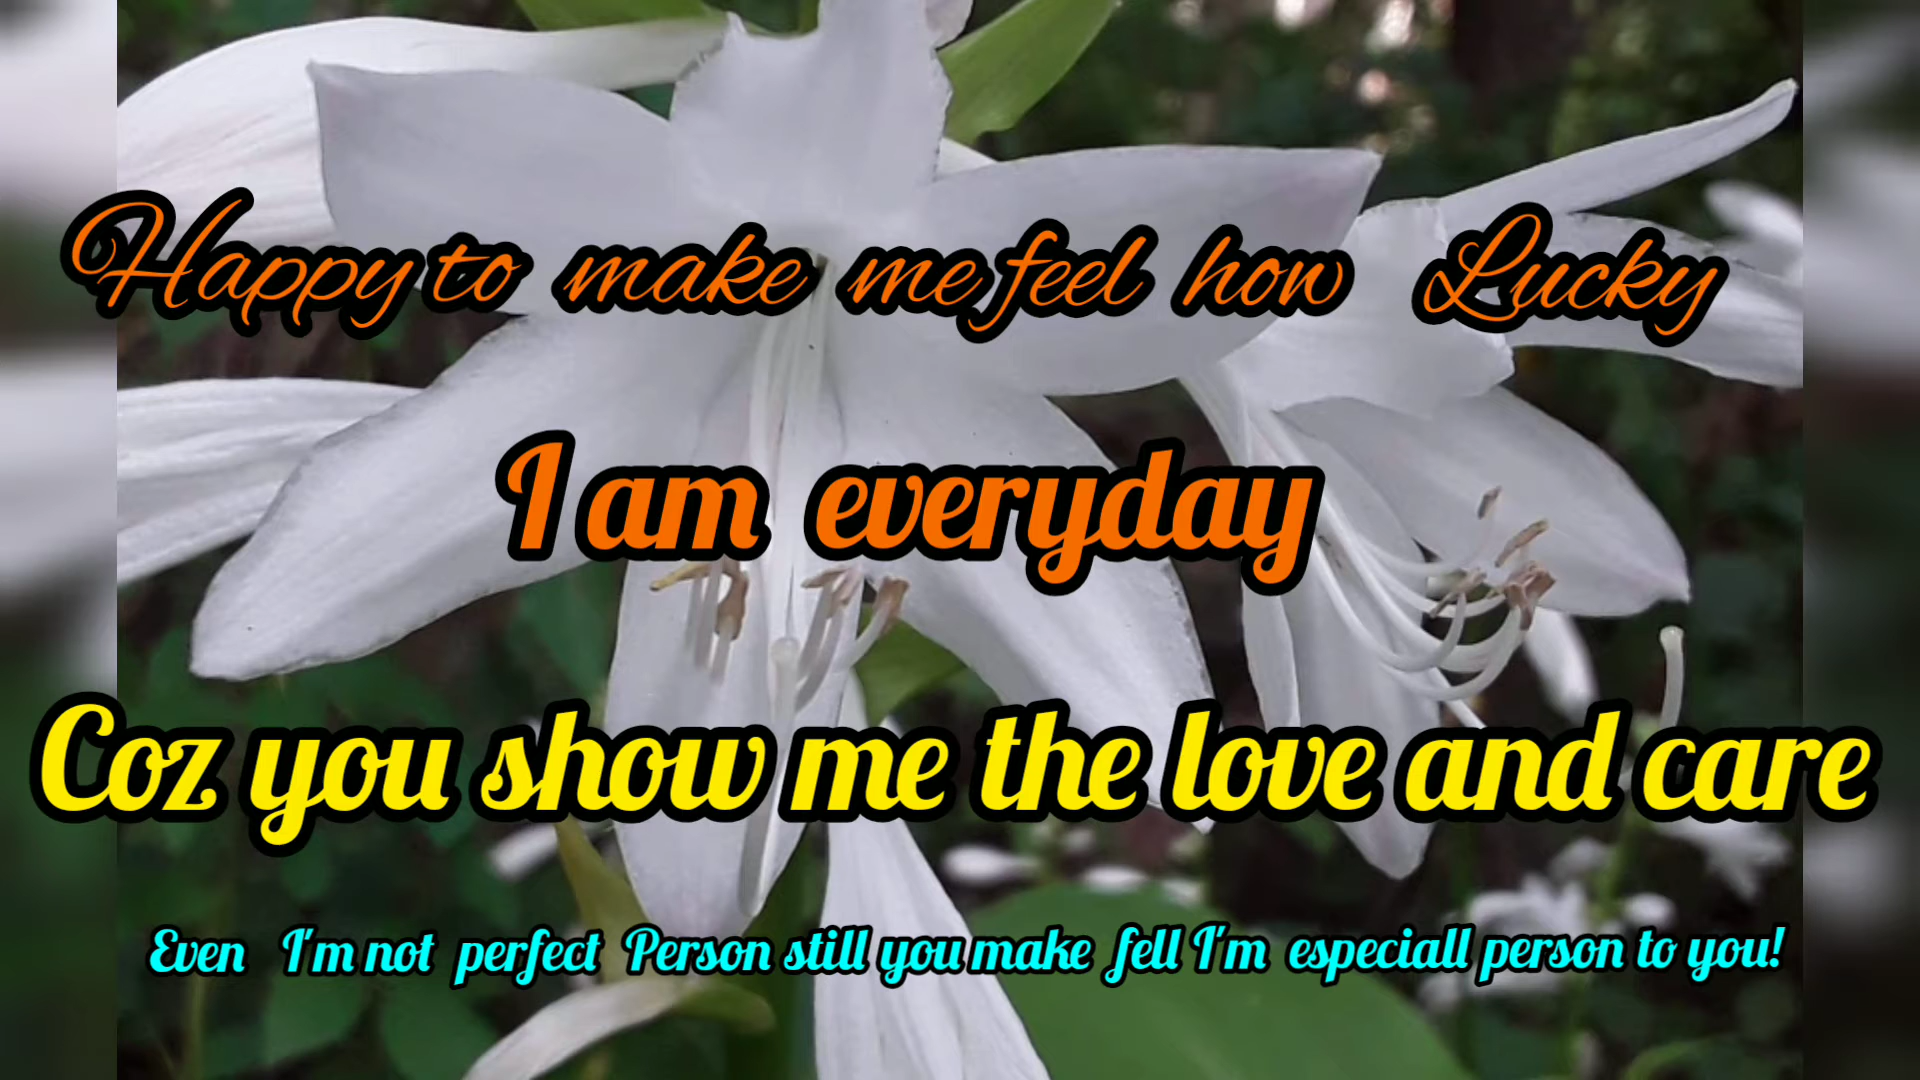 Happy to make me feel how Lucky
I am everyday
Coz you show me the love and care
Even I'm not perfect Person still you make fell I'm especiall person to you!